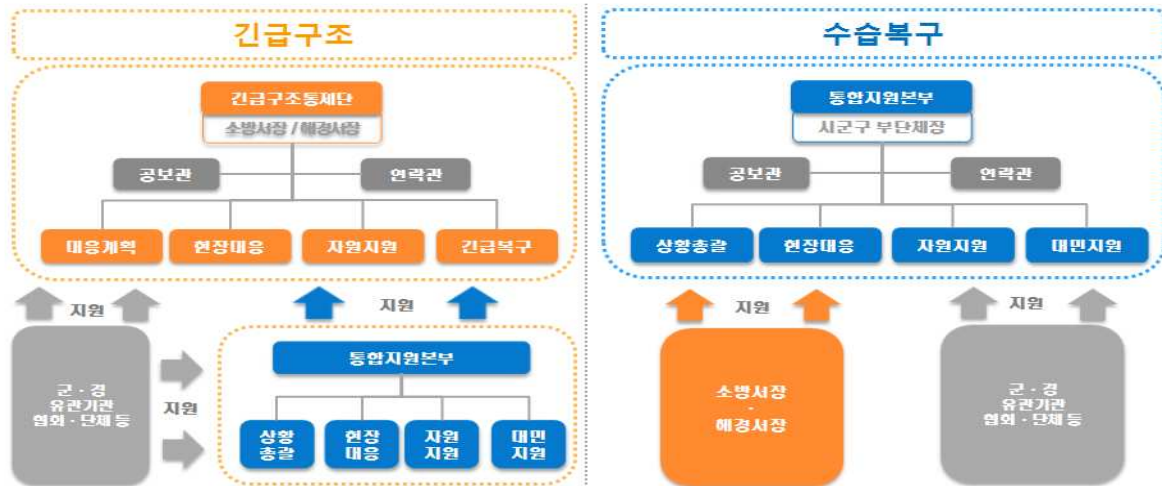 긴급구조
긴급구조통제단
소방서장 / 해경서장
공보관
연락관
대응계획
현장대응
자원지원
긴급복구
지원
지원
군 · 경
유관기관
협회 · 단체 등
지원
통합지원본부
상황
총괄
현장
대응
자원
지원
대민
지원
수습복구
통합지원본부
시군구 부단체장
공보관
연락관
상황총괄
현장대응
자원지원
대민지원
지원
지원
소방서장
·
해경서장
군 · 경
유관기관
협회 · 단체 등